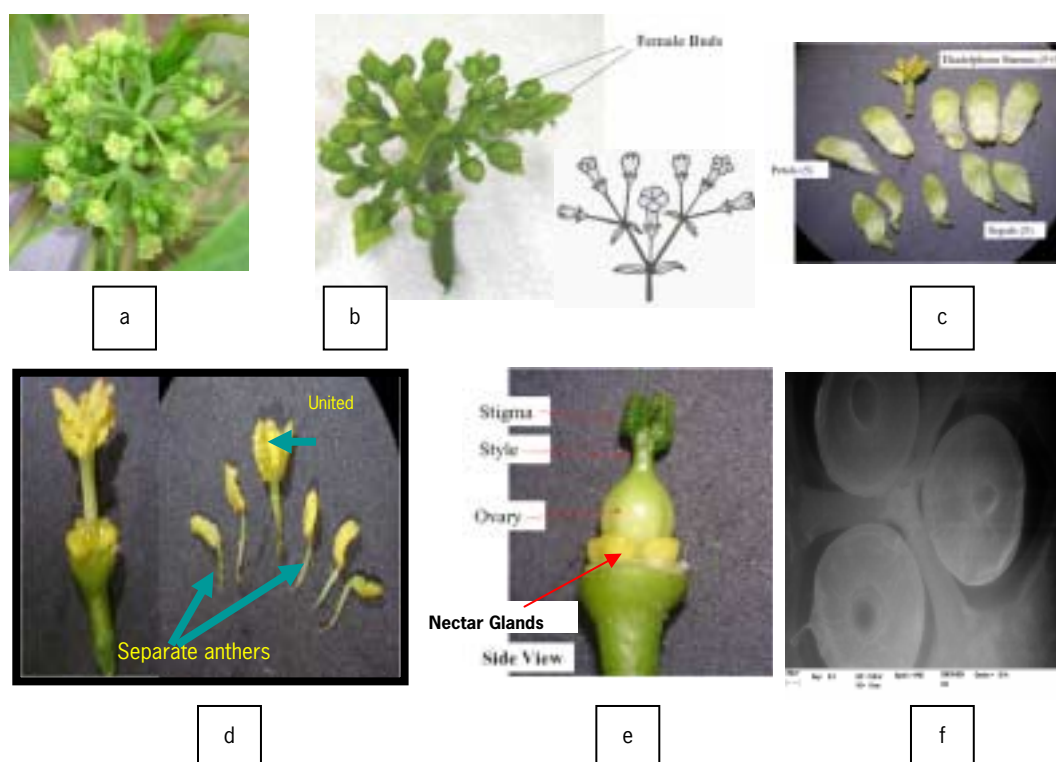 Female Buds
Petals (5)
Sepals (5)
a
b
c
United
Separate anthers
Stigma
Style
Ovary
Nectar Glands
Side View
d
e
f